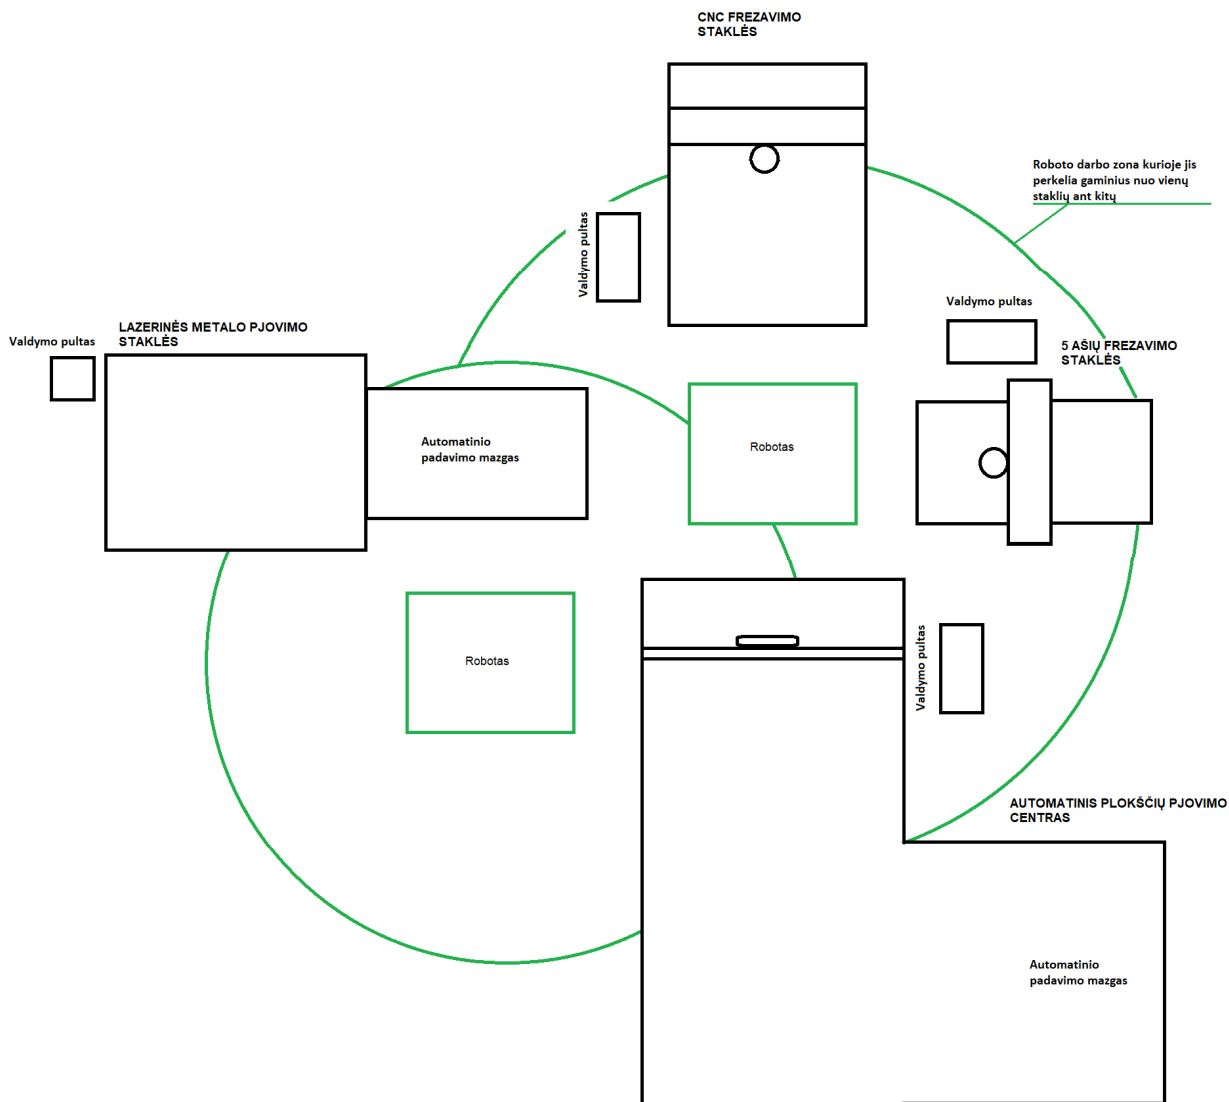 CNC FREZAVIMO
STAKLĖS
Roboto darbo zona kurioje jis
perkelia gaminius nuo vienų
staklių ant kitų
Valdymo pultas
Valdymo pultas
LAZERINĖS METALO PJOVIMO
STAKLĖS
Valdymo pultas
5 AŠIŲ FREZAVIMO
STAKLĖS
Automatinio
padavimo mazgas
Robotas
Robotas
Valdymo pultas
AUTOMATINIS PLOKŠČIŲ PJOVIMO
CENTRAS
Automatinio
padavimo mazgas